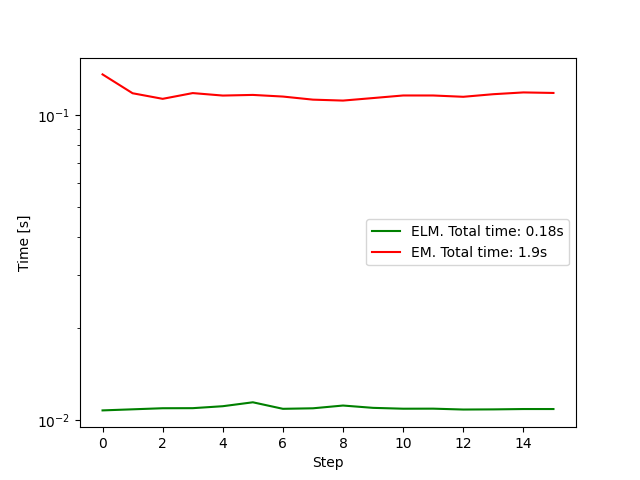 10⁻¹
10⁻²
Time [s]
ELM. Total time: 0.18s
EM. Total time: 1.9s
0 2 4 6 8 10 12 14
Step